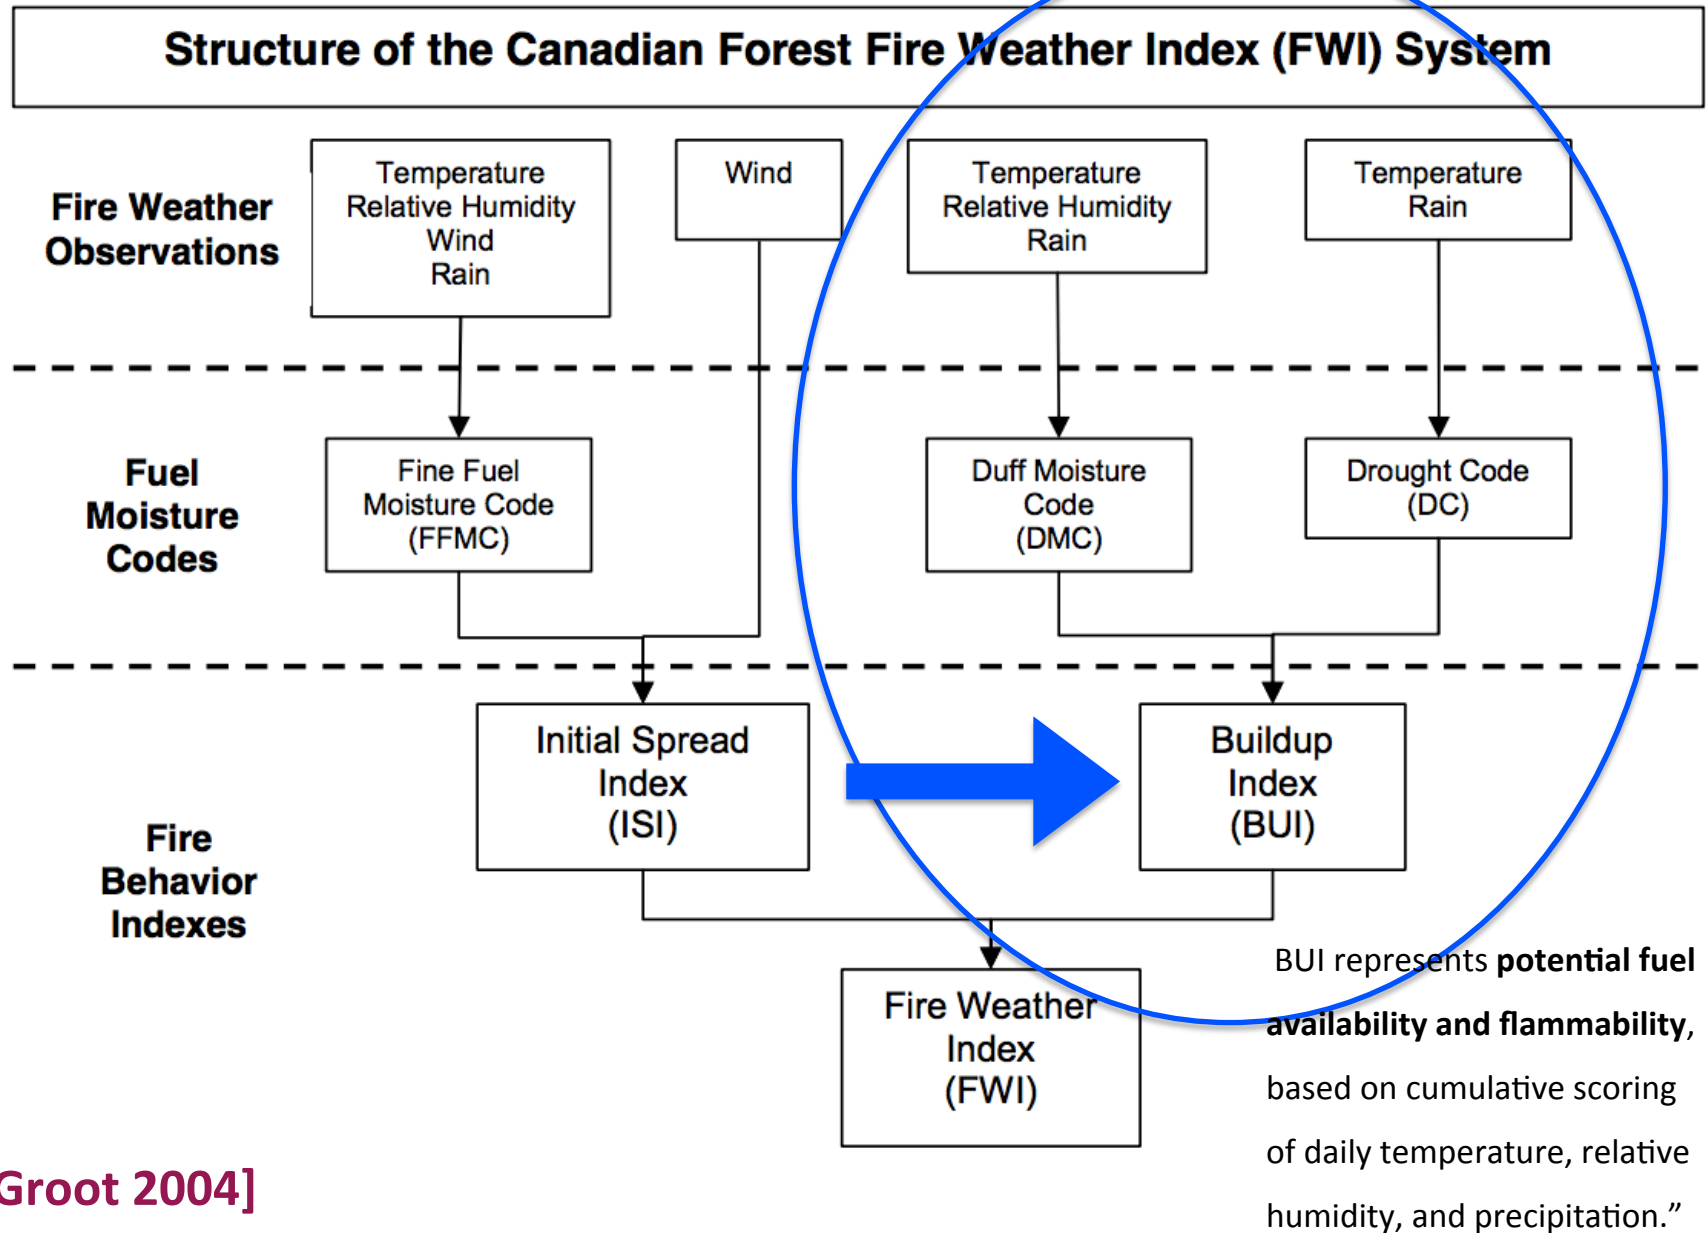 Structure of the Canadian Forest Fire Weather Index (FWI) System
Fire Weather
Observations
Temperature
Relative Humidity
Wind
Rain
Wind
Temperature
Relative Humidity
Rain
Temperature
Rain
Fuel
Moisture
Codes
Fine Fuel
Moisture Code
(FFMC)
Duff Moisture
Code
(DMC)
Drought Code
(DC)
Fire
Behavior
Indexes
Initial Spread
Index
(ISI)
Buildup
Index
(BUI)
Fire Weather
Index
(FWI)
BUI represents potential fuel
availability and flammability,
based on cumulative scoring
of daily temperature, relative
humidity, and precipitation.”
Groot 2004]